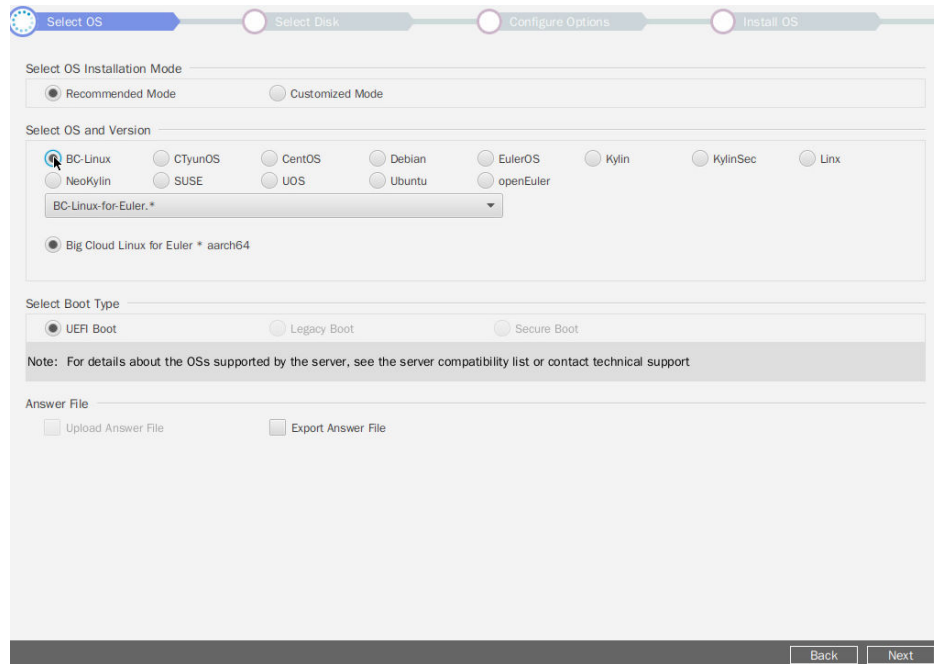 Select OS Select Disk Configure Options Install OS
Select OS Installation Mode
Recommended Mode Customized Mode
Select OS and Version
BC-Linux CTyunOS CentOS Debian EulerOS Kylin KylinSec Linx
NeoKylin SUSE UOS Ubuntu openEuler
BC-Linux-for-Euler.*
Big Cloud Linux for Euler * aarch64
Select Boot Type
UEFI Boot Legacy Boot Secure Boot
Note: For details about the OSs supported by the server, see the server compatibility list or contact technical support
Answer File
Upload Answer File Export Answer File
Back Next